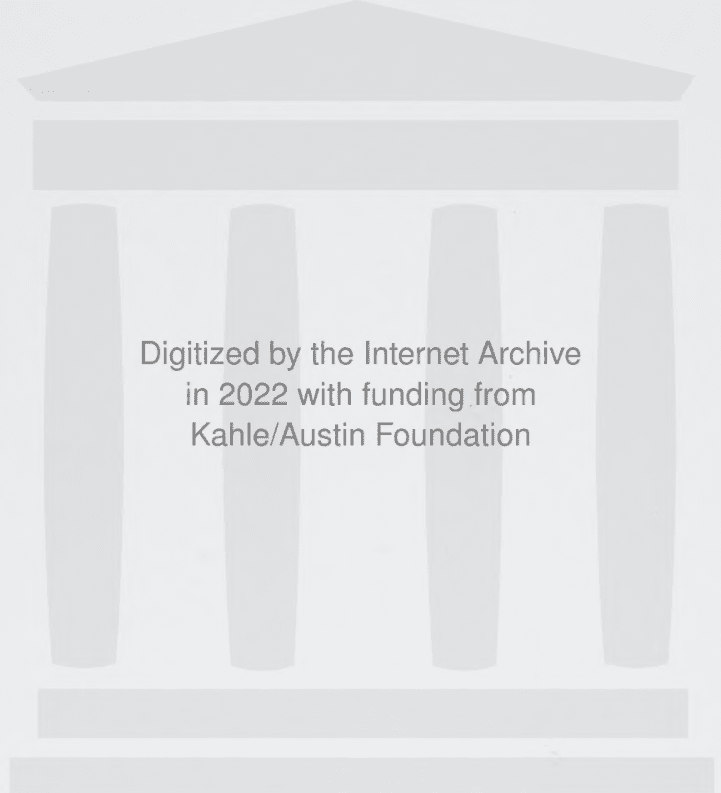 Digitized by the Internet Archive
in 2022 with funding from
Kahle/Austin Foundation